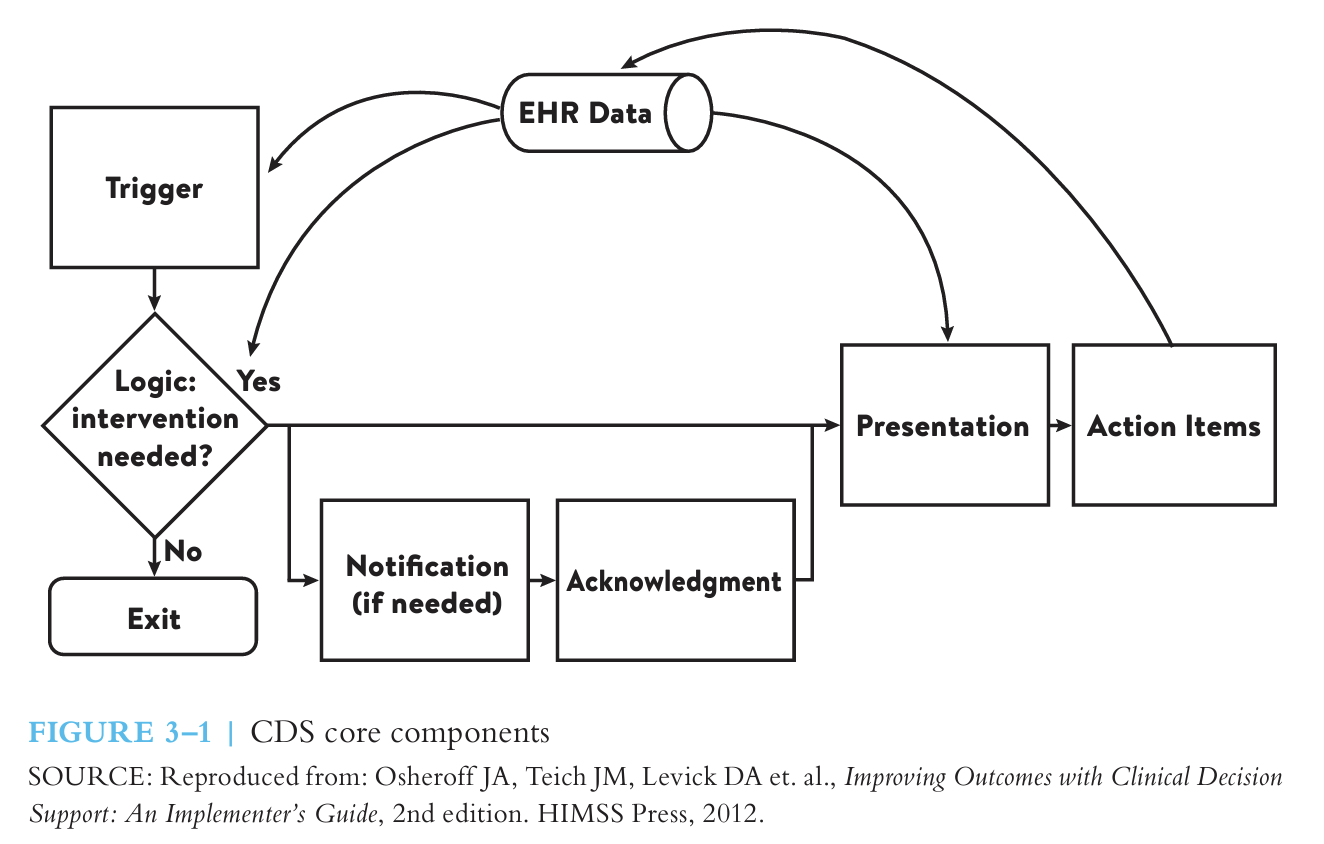 EHR Data
Trigger
Logic:
intervention
needed?
Yes
No
Exit
Notification
(if needed)
Acknowledgment
Presentation
Action Items
FIGURE 3–1 | CDS core components
SOURCE: Reproduced from: Osheroff JA, Teich JM, Levick DA et. al., Improving Outcomes with Clinical Decision
Support: An Implementer’s Guide, 2nd edition. HIMSS Press, 2012.